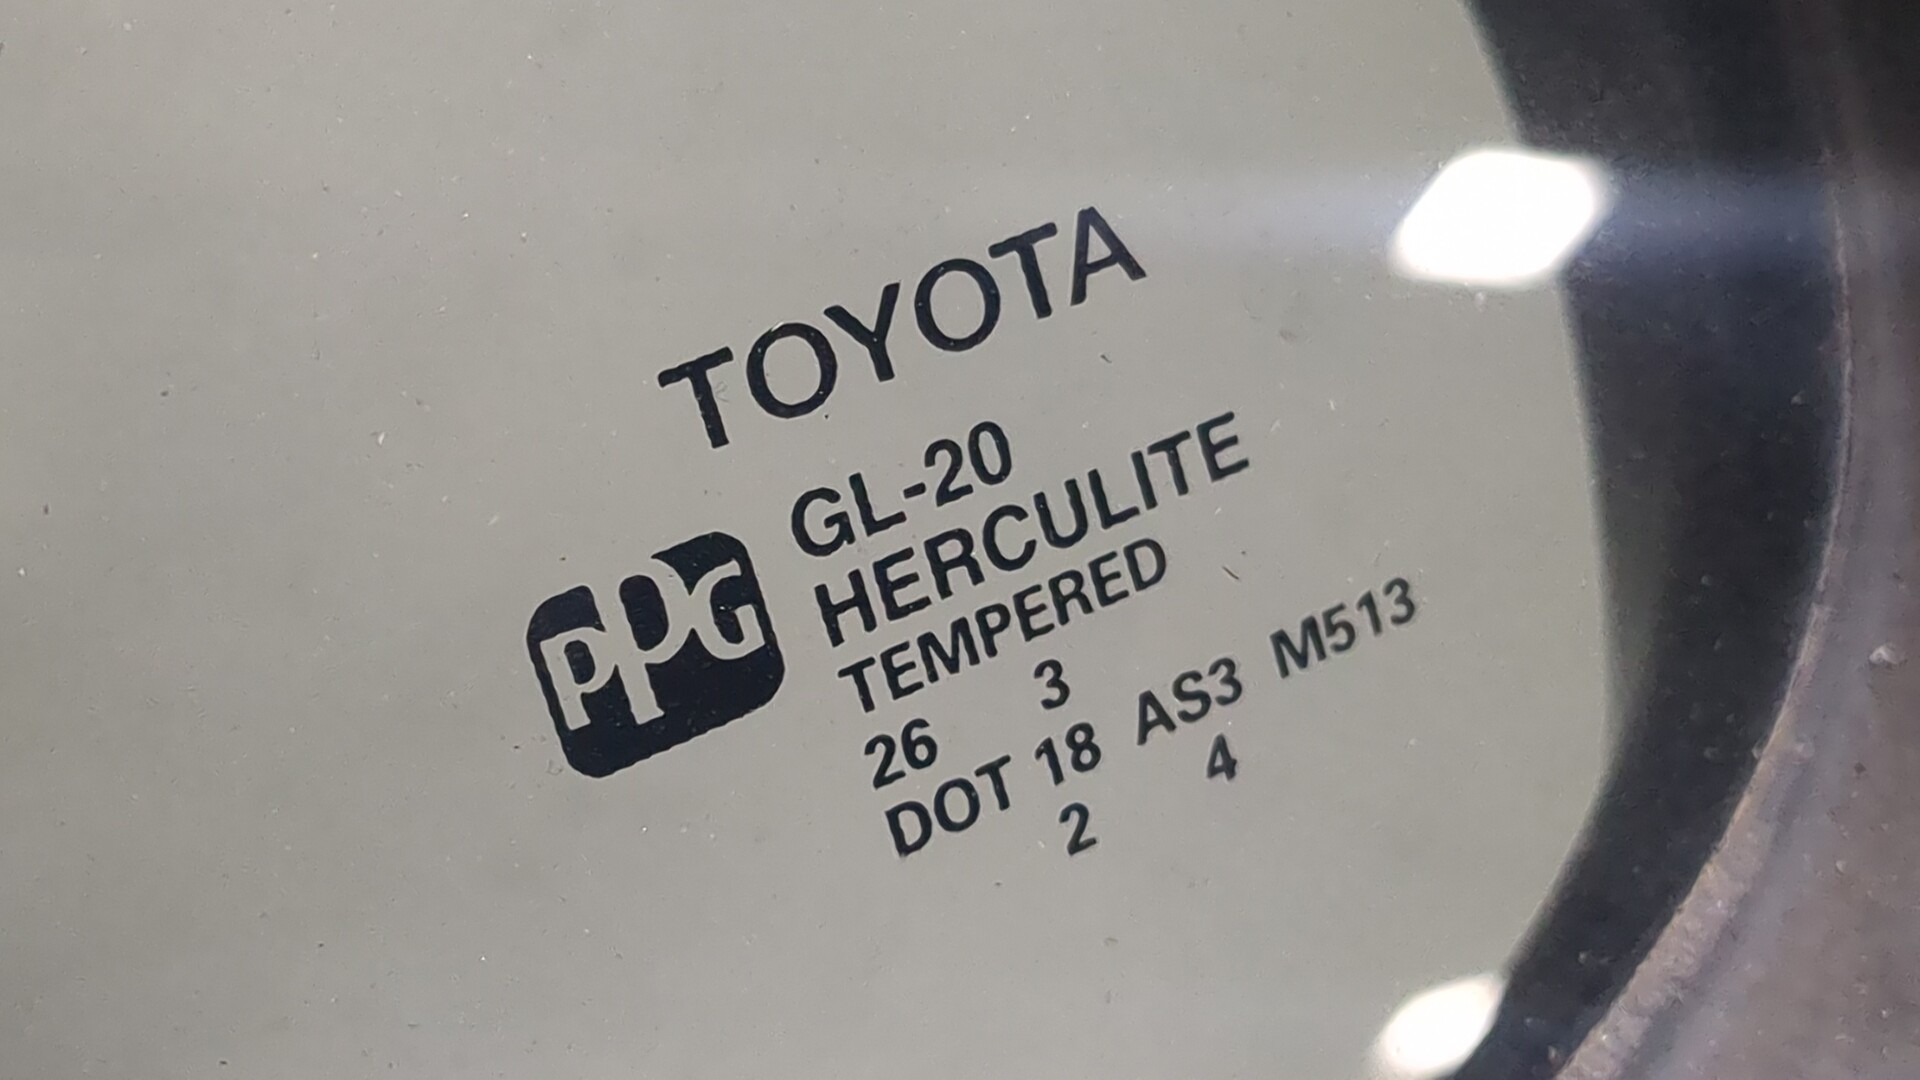 TOYOTA
PPG
GL-20
HERCULITE
TEMPERED
26 3
DOT 18 AS3 M513
2 4